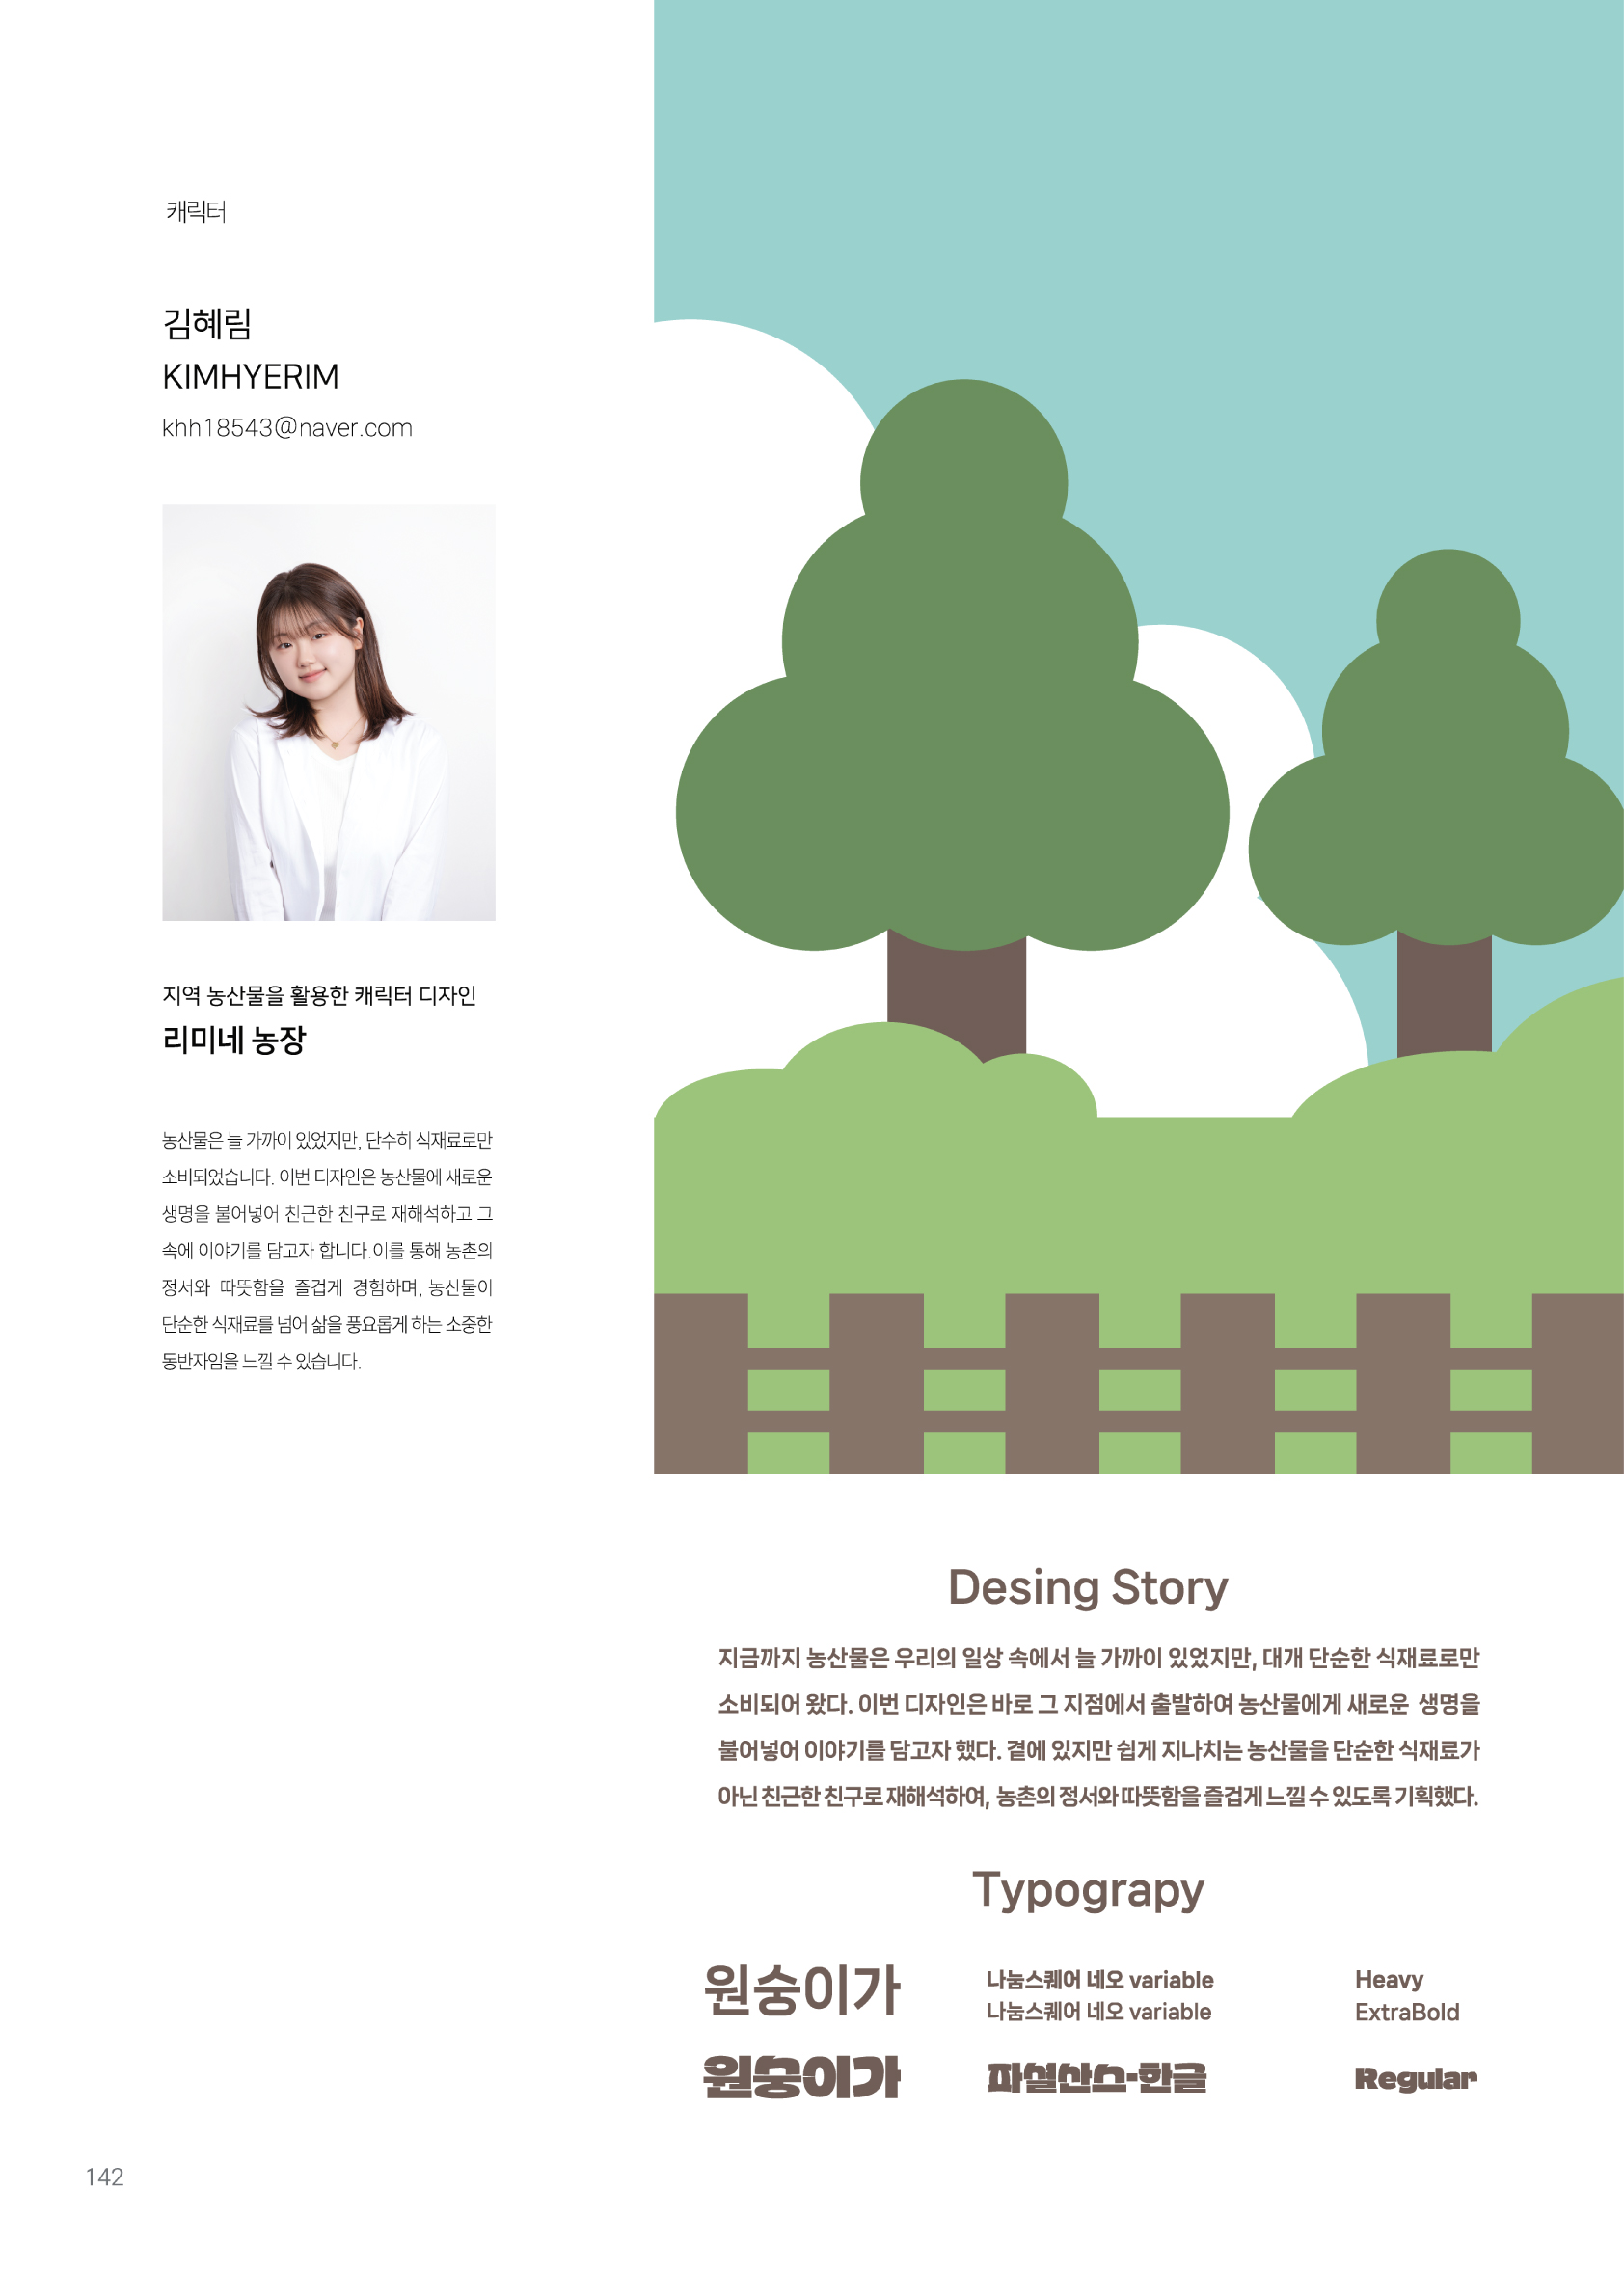 캐릭터
김혜림
KIMHYERIM
khh18543@naver.com
지역 농산물을 활용한 캐릭터 디자인
리미네 농장
농산물은 늘 가까이 있었지만, 단수히 식재료로만
소비되었습니다. 이번 디자인은 농산물에 새로운
생명을 불어넣어 친근한 친구로 재해석하고 그
속에 이야기를 담고자 합니다.이를 통해 농촌의
정서와 따뜻함을 즐겁게 경험하며, 농산물이
단순한 식재료를 넘어 삶을 풍요롭게 하는 소중한
동반자임을 느낄 수 있습니다.
Desing Story
지금까지 농산물은 우리의 일상 속에서 늘 가까이 있었지만, 대개 단순한 식재료로만
소비되어 왔다. 이번 디자인은 바로 그 지점에서 출발하여 농산물에게 새로운 생명을
불어넣어 이야기를 담고자 했다. 곁에 있지만 쉽게 지나치는 농산물을 단순한 식재료가
아닌 친근한 친구로 재해석하여, 농촌의 정서와 따뜻함을 즐겁게 느낄 수 있도록 기획했다.
Typograpy
원숭이가 나눔스퀘어 네오 variable Heavy
나눔스퀘어 네오 variable ExtraBold
원숭이가 파셜산스-한글 Regular
142